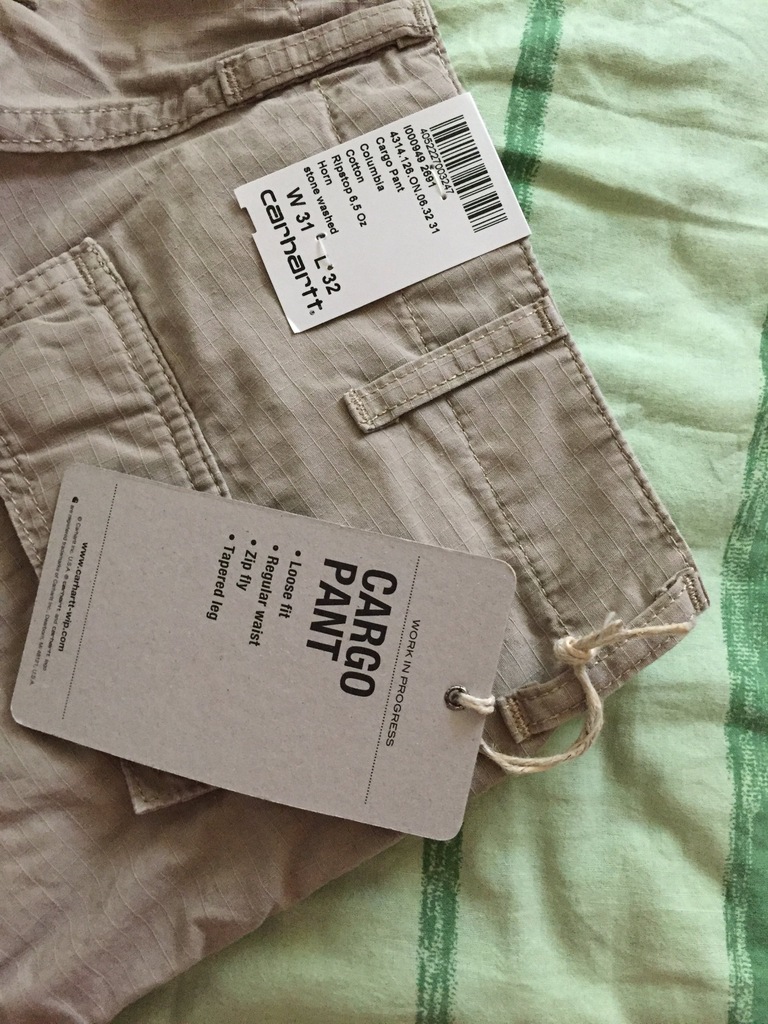 4052227003247
I000949 2691
4314.126.ON.06.32 31
Cargo Pant
Columbia
Cotton
Ripstop 6,5 Oz
Horn
stone washed
W 31 L 32
carhartt®
WORK IN PROGRESS
CARGO
PANT
• Loose fit
• Regular waist
• Zip fly
• Tapered leg
www.carhartt-wip.com